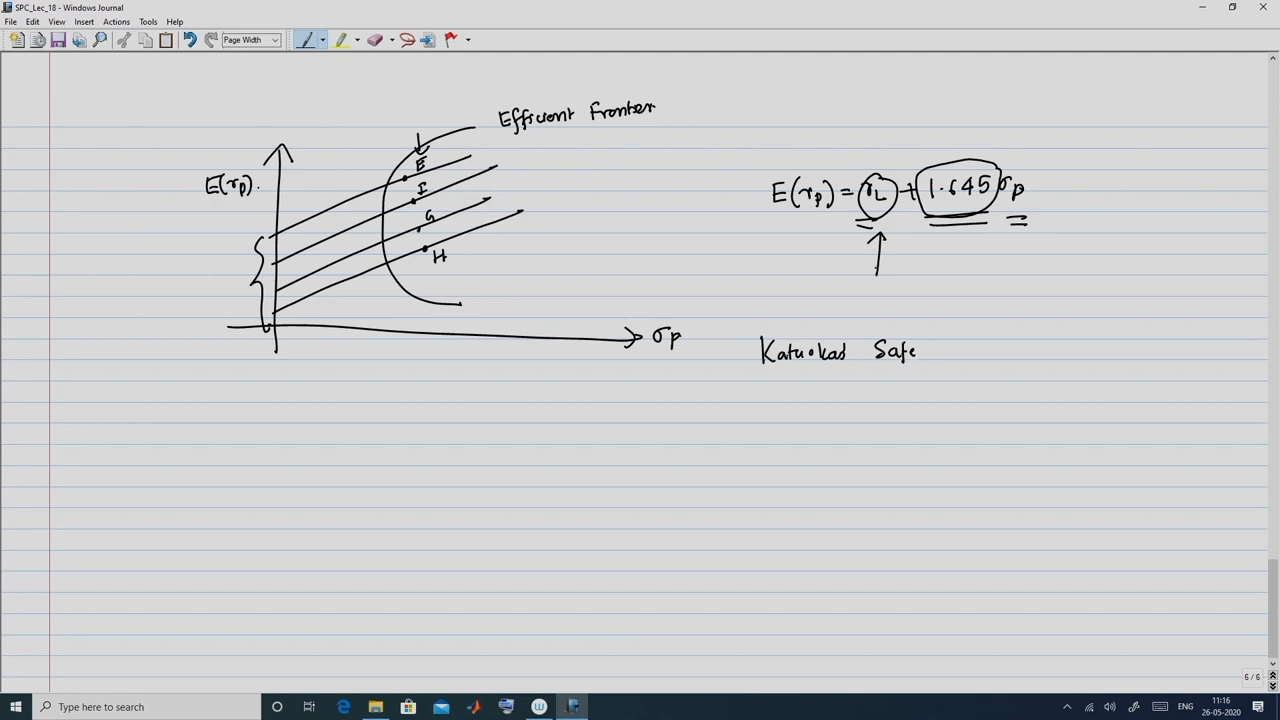 SPC_Lec_18 - Windows Journal
File Edit View Insert Actions Tools Help
Page Width
Efficient Frontier
E(rp).
E
I
G
H
σp
E(rp) = rL + 1.645 σp
Kataokas Safe
6 / 6
Type here to search
ENG
11:16
26-05-2020